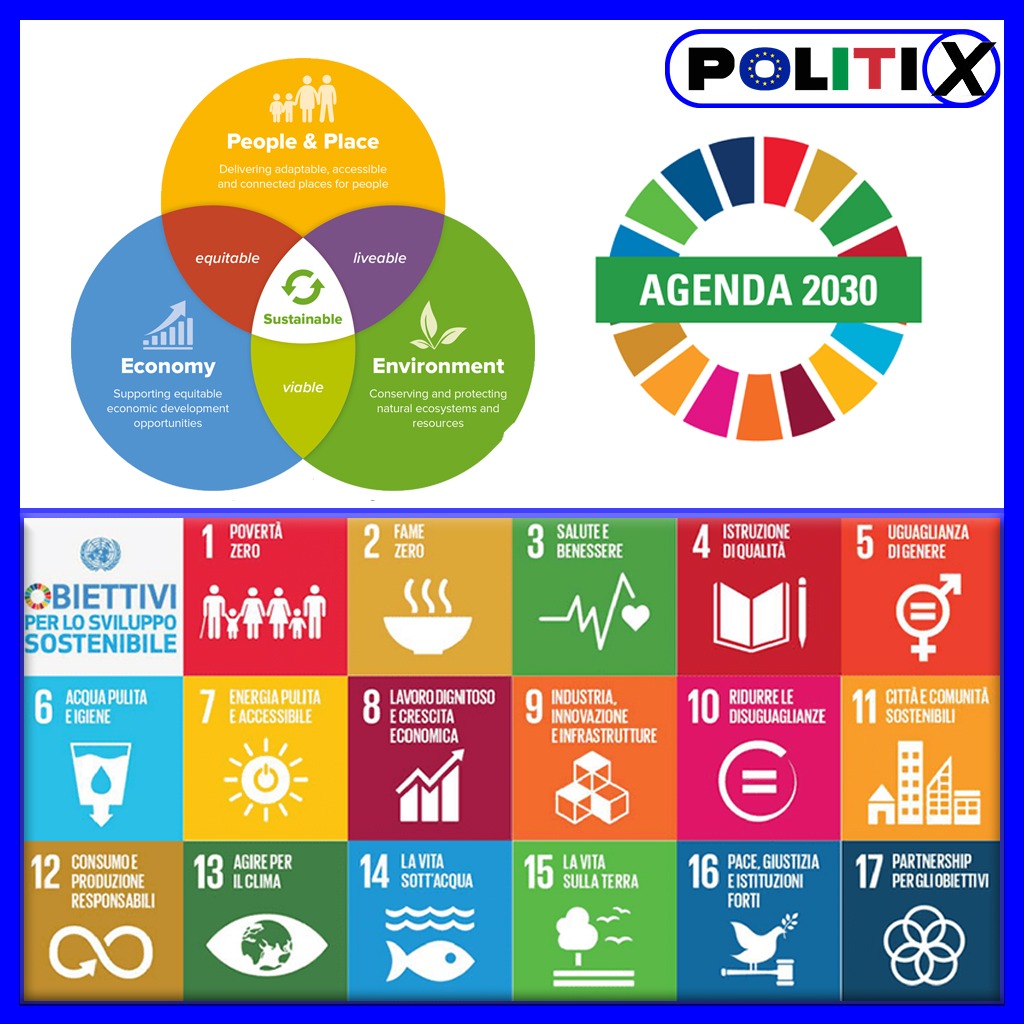 POLITIX
People & Place
Delivering adaptable, accessible
and connected places for people
equitable
liveable
Sustainable
Economy
Supporting equitable
economic development
opportunities
viable
Environment
Conserving and protecting
natural ecosystems and
resources
AGENDA 2030
OBIETTIVI
PER LO SVILUPPO
SOSTENIBILE
1 POVERTÀ
ZERO
2 FAME
ZERO
3 SALUTE E
BENESSERE
4 ISTRUZIONE
DI QUALITÀ
5 UGUAGLIANZA
DI GENERE
6 ACQUA PULITA
E IGIENE
7 ENERGIA PULITA
E ACCESSIBILE
8 LAVORO DIGNITOSO
E CRESCITA
ECONOMICA
9 INDUSTRIA,
INNOVAZIONE
E INFRASTRUTTURE
10 RIDURRE LE
DISUGUAGLIANZE
11 CITTÀ E COMUNITÀ
SOSTENIBILI
12 CONSUMO E
PRODUZIONE
RESPONSABILI
13 AGIRE PER
IL CLIMA
14 LA VITA
SOTT'ACQUA
15 LA VITA
SULLA TERRA
16 PACE, GIUSTIZIA
E ISTITUZIONI
FORTI
17 PARTNERSHIP
PER GLI OBIETTIVI